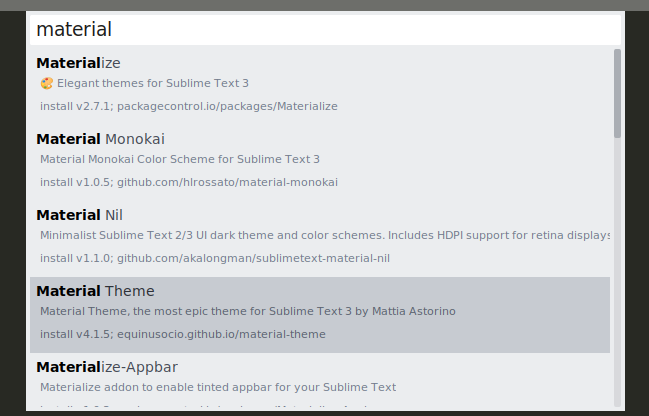 material
Materialize
🎨 Elegant themes for Sublime Text 3
install v2.7.1; packagecontrol.io/packages/Materialize
Material Monokai
Material Monokai Color Scheme for Sublime Text 3
install v1.0.5; github.com/hlrossato/material-monokai
Material Nil
Minimalist Sublime Text 2/3 UI dark theme and color schemes. Includes HDPI support for retina displays
install v1.1.0; github.com/akalongman/sublimetext-material-nil
Material Theme
Material Theme, the most epic theme for Sublime Text 3 by Mattia Astorino
install v4.1.5; equinusocio.github.io/material-theme
Materialize-Appbar
Materialize addon to enable tinted appbar for your Sublime Text